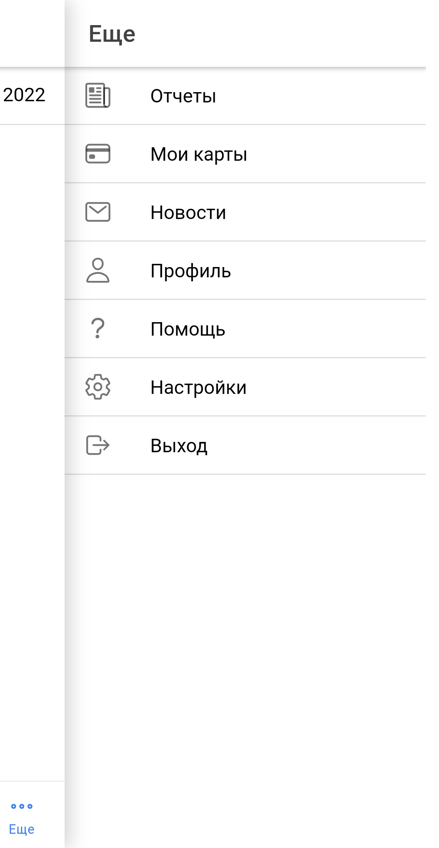 Еще
2022
Отчеты
Мои карты
Новости
Профиль
Помощь
Настройки
Выход
Еще